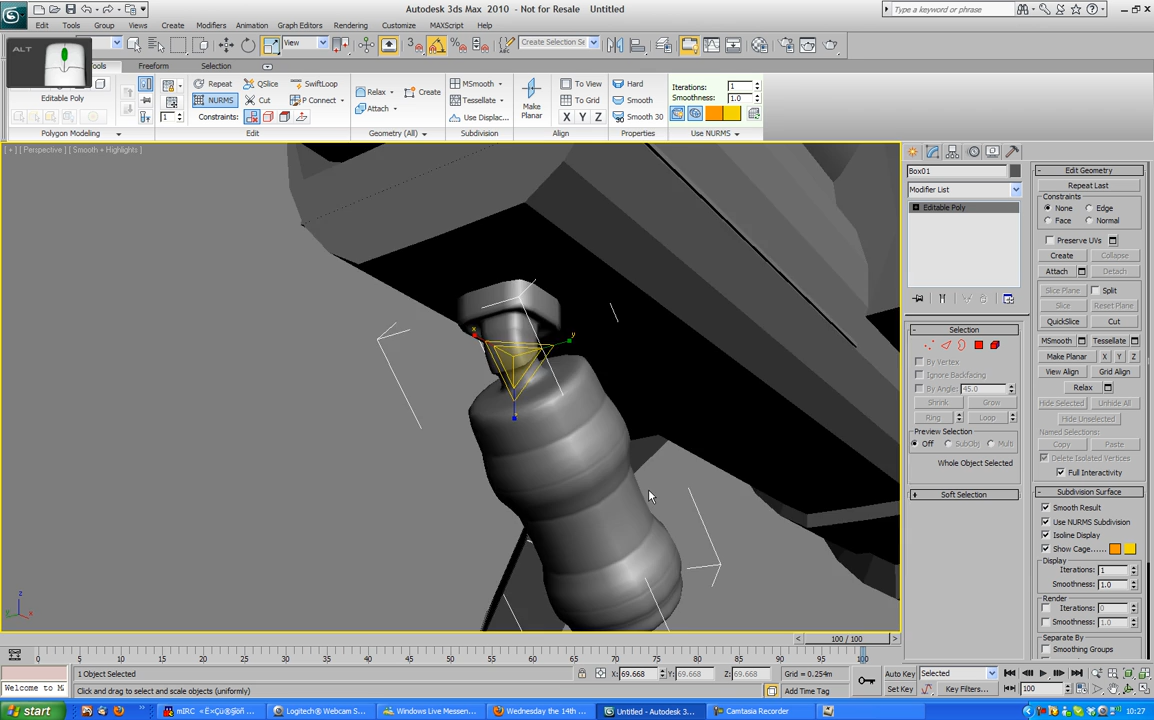 Autodesk 3ds Max 2010 - Not for Resale Untitled
Type a keyword or phrase
Edit Tools Group Views Create Modifiers Animation Graph Editors Rendering Customize MAXScript Help
ALT
View
Create Selection Se
Tools Freeform Selection
Editable Poly
Polygon Modeling
Repeat QSlice SwiftLoop
NURMS Cut P Connect
Constraints:
Edit
1
Relax Create
Attach
Geometry (All)
MSmooth
Tessellate
Use Displac...
Subdivision
Make Planar
To View
To Grid
X Y Z
Align
Hard
Smooth
Smooth 30
Properties
Iterations: 1
Smoothness: 1.0
Use NURMS
[ + ] [ Perspective ] [ Smooth + Highlights ]
x
y
z
Box01
Modifier List
Editable Poly
Selection
By Vertex
Ignore Backfacing
By Angle: 45.0
Shrink Grow
Ring Loop
Preview Selection
Off SubObj Multi
Whole Object Selected
Soft Selection
Edit Geometry
Repeat Last
Constraints
None Edge
Face Normal
Preserve UVs
Create Collapse
Attach Detach
Slice Plane Split
Slice Reset Plane
QuickSlice Cut
MSmooth Tessellate
Make Planar X Y Z
View Align Grid Align
Relax
Hide Selected Unhide All
Hide Unselected
Named Selections:
Copy Paste
Delete Isolated Vertices
Full Interactivity
Subdivision Surface
Smooth Result
Use NURMS Subdivision
Isoline Display
Show Cage......
Display
Iterations: 1
Smoothness: 1.0
Render
Iterations: 0
Smoothness: 1.0
Separate By
Smoothing Groups
100 / 100
0 5 10 15 20 25 30 35 40 45 50 55 60 65 70 75 80 85 90 95 100
1 Object Selected
X: 69.668 Y: 69.668 Z: 69.668 Grid = 0.254m
Auto Key Selected
Welcome to M
Click and drag to select and scale objects (uniformly)
Add Time Tag
Set Key Key Filters... 100
start
Logitech® Webcam S...
Windows Live Messen...
Wednesday the 14th ...
Untitled - Autodesk 3...
Camtasia Recorder
10:27